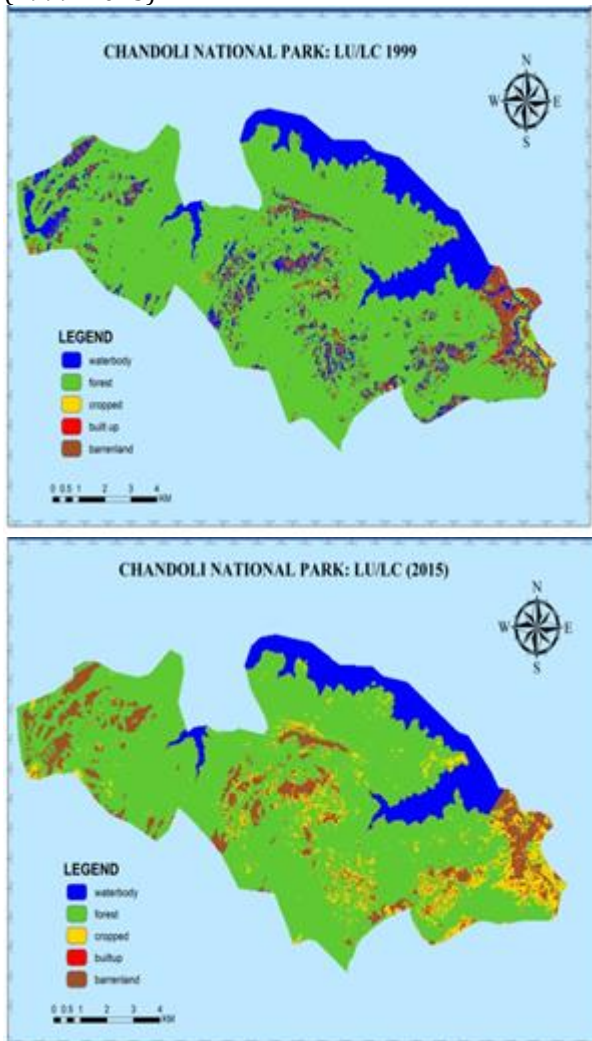 CHANDOLI NATIONAL PARK: LU/LC 1999
N
W E
S
LEGEND
waterbody
forest
cropped
built up
barrenland
0 0.5 1 2 3 4
KM
CHANDOLI NATIONAL PARK: LU/LC (2015)
N
W E
S
LEGEND
waterbody
forest
cropped
builtup
barrenland
0 0.5 1 2 3 4
KM